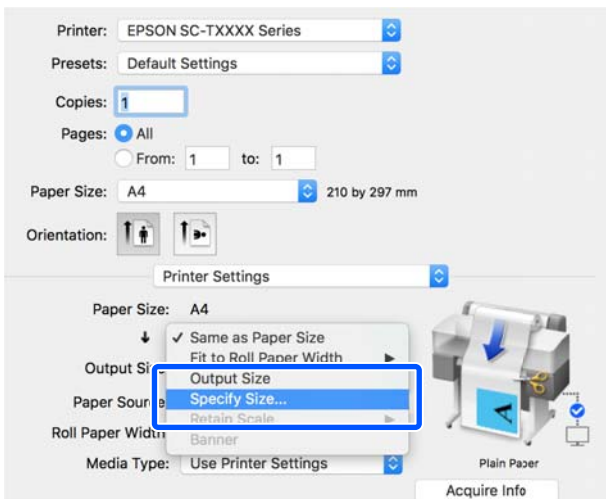 Printer: EPSON SC-TXXXX Series
Presets: Default Settings
Copies: 1
Pages: All
From: 1 to: 1
Paper Size: A4 210 by 297 mm
Orientation:
Printer Settings
Paper Size: A4
Same as Paper Size
Fit to Roll Paper Width
Output Size
Output Size
Paper Source
Specify Size...
Retain Scale
Roll Paper Width
Banner
Media Type: Use Printer Settings
Plain Paper
Acquire Info